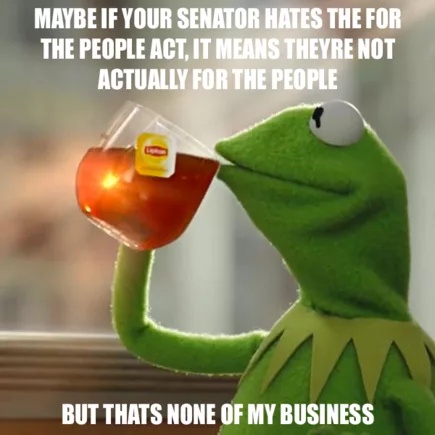 MAYBE IF YOUR SENATOR HATES THE FOR
THE PEOPLE ACT, IT MEANS THEYRE NOT
ACTUALLY FOR THE PEOPLE
Lipton
BUT THATS NONE OF MY BUSINESS